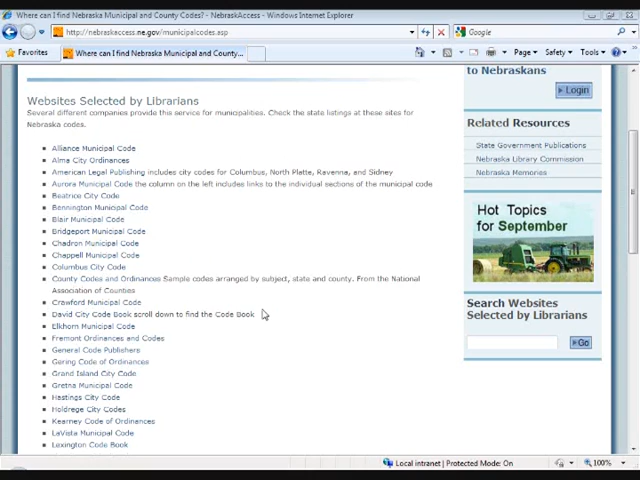 Where can I find Nebraska Municipal and County Codes? - NebraskAccess - Windows Internet Explorer
http://nebraskaccess.ne.gov/municipalcodes.asp
Google
Favorites
Where can I find Nebraska Municipal and County...
Page
Safety
Tools
to Nebraskans
Login
Websites Selected by Librarians
Several different companies provide this service for municipalities. Check the state listings at these sites for
Nebraska codes.
Alliance Municipal Code
Alma City Ordinances
American Legal Publishing includes city codes for Columbus, North Platte, Ravenna, and Sidney
Aurora Municipal Code the column on the left includes links to the individual sections of the municipal code
Beatrice City Code
Bennington Municipal Code
Blair Municipal Code
Bridgeport Municipal Code
Chadron Municipal Code
Chappell Municipal Code
Columbus City Code
County Codes and Ordinances Sample codes arranged by subject, state and county. From the National
Association of Counties
Crawford Municipal Code
David City Code Book scroll down to find the Code Book
Elkhorn Municipal Code
Fremont Ordinances and Codes
General Code Publishers
Gering Code of Ordinances
Grand Island City Code
Gretna Municipal Code
Hastings City Code
Holdrege City Codes
Kearney Code of Ordinances
LaVista Municipal Code
Lexington Code Book
Related Resources
State Government Publications
Nebraska Library Commission
Nebraska Memories
Hot Topics
for September
Search Websites
Selected by Librarians
Go
Local intranet | Protected Mode: On
100%